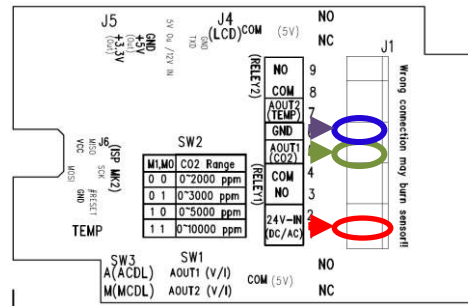 J5
GND
+5V
(Out)
+3.3V
(Out)
5V Ou /12V IN
GND
TXD
J4
(LCD)
COM (5V)
NO
NC
J1
(RELEY2)
NO 9
COM 8
AOUT2
(TEMP) 7
GND
AOUT1
(CO2)
(RELEY1)
COM 4
NO 3
24V-IN
(DC/AC)
2
Wrong connection may burn sensor!!
J6
(ISP MK2)
VCC
MISO
MOSI
SCK
#RESET
GND
TEMP
SW2
M1,M0 CO2 Range
0 0 0~2000 ppm
0 1 0~3000 ppm
1 0 0~5000 ppm
1 1 0~10000 ppm
SW3 SW1
A(ACDL) AOUT1 (V/I)
M(MCDL) AOUT2 (V/I)
COM (5V)
NO
NC